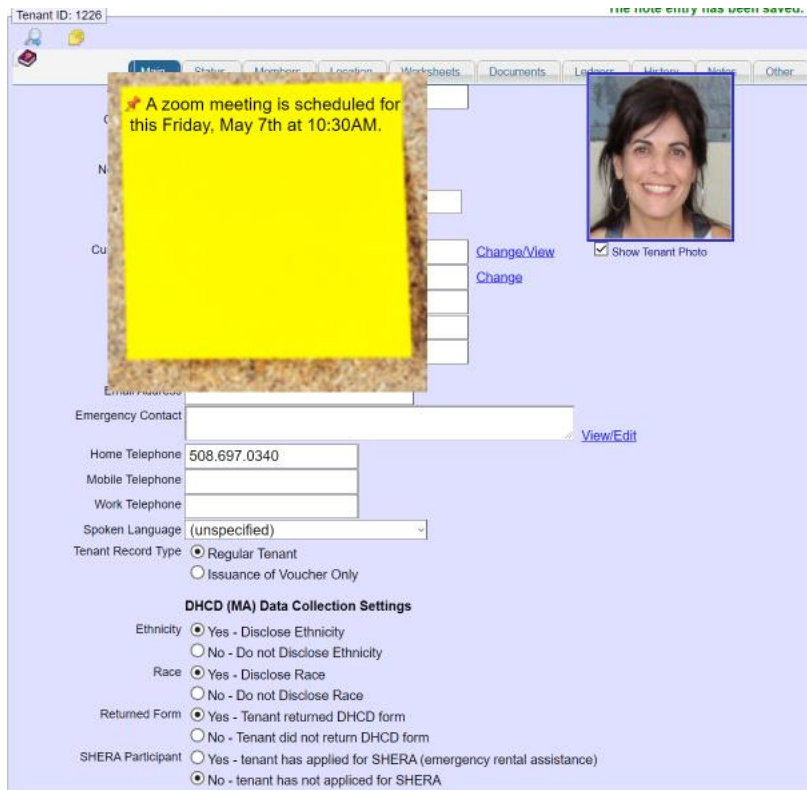 Tenant ID: 1226
The note entry has been saved.
Main Status Members Location Worksheets Documents Ledgers History Notes Other
📌 A zoom meeting is scheduled for
this Friday, May 7th at 10:30AM.
Change/View
Show Tenant Photo
Change
Email Address
Emergency Contact
View/Edit
Home Telephone 508.697.0340
Mobile Telephone
Work Telephone
Spoken Language (unspecified)
Tenant Record Type Regular Tenant
Issuance of Voucher Only
DHCD (MA) Data Collection Settings
Ethnicity Yes - Disclose Ethnicity
No - Do not Disclose Ethnicity
Race Yes - Disclose Race
No - Do not Disclose Race
Returned Form Yes - Tenant returned DHCD form
No - Tenant did not return DHCD form
SHERA Participant Yes - tenant has applied for SHERA (emergency rental assistance)
No - tenant has not appliced for SHERA